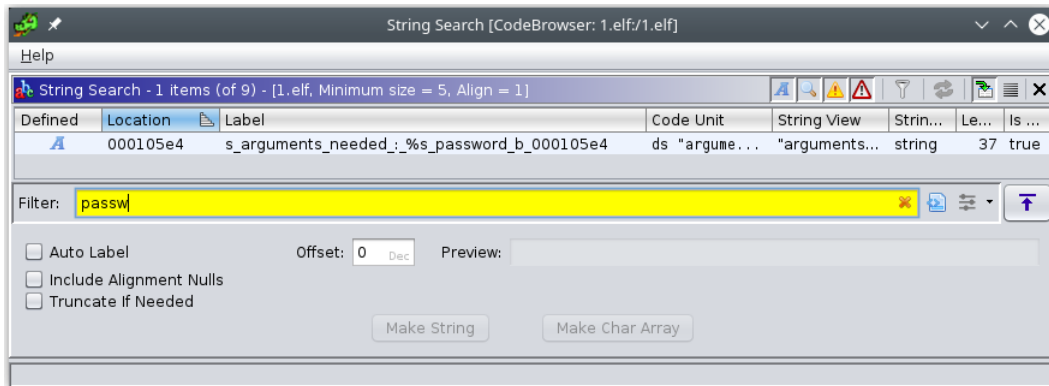 String Search [CodeBrowser: 1.elf:/1.elf]
Help
String Search - 1 items (of 9) - [1.elf, Minimum size = 5, Align = 1]
Defined Location Label Code Unit String View Strin... Le... Is ...
A 000105e4 s_arguments_needed_:_%s_password_b_000105e4 ds "argume... "arguments... string 37 true
Filter: passw
Auto Label Offset: 0 Dec Preview:
Include Alignment Nulls
Truncate If Needed
Make String Make Char Array